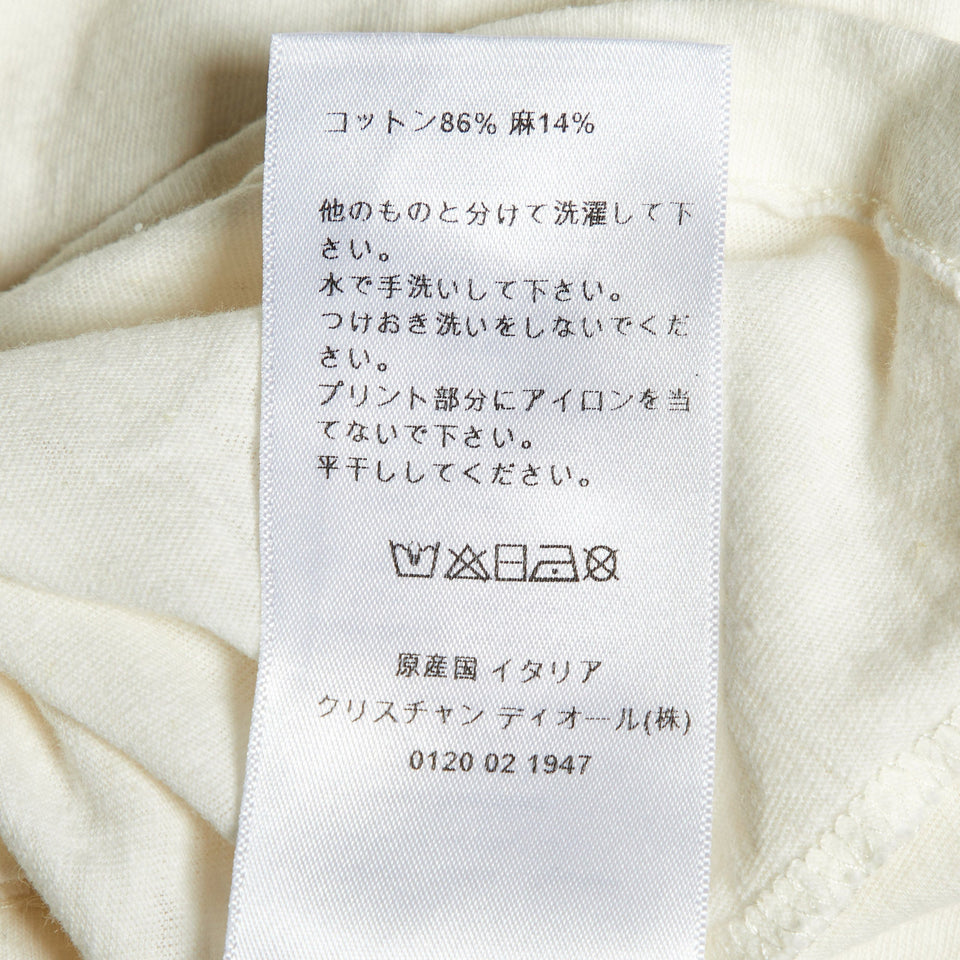 コットン86% 麻14%
他のものと分けて洗濯して下
さい。
水で手洗いして下さい。
つけおき洗いをしないでくだ
さい。
プリント部分にアイロンを当
てないで下さい。
平干ししてください。
原産国 イタリア
クリスチャン ディオール(株)
0120 02 1947